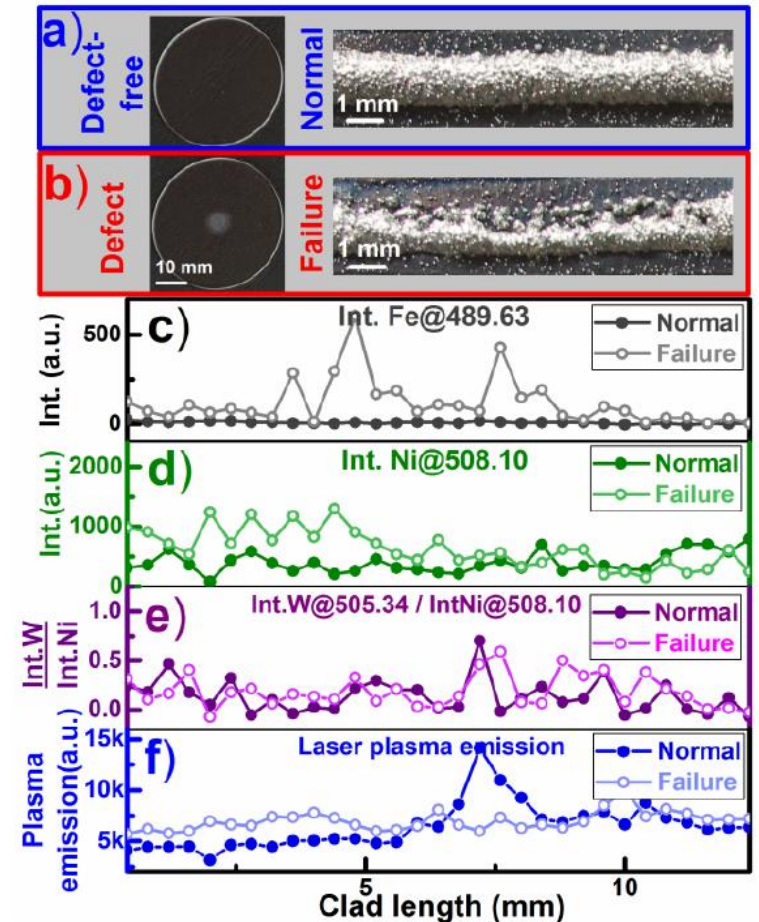 a)
Defect-
free
Normal
1 mm
b)
Defect
10 mm
Failure
1 mm
c)
Int. Fe@489.63
Normal
Failure
Int. (a.u.)
500
0
d)
Int. Ni@508.10
Normal
Failure
Int.(a.u.)
2000
1000
0
e)
Int.W@505.34 / IntNi@508.10
Normal
Failure
Int.W
Int.Ni
1.0
0.5
0.0
f)
Laser plasma emission
Normal
Failure
Plasma
emission(a.u.)
15k
10k
5k
5
10
Clad length (mm)